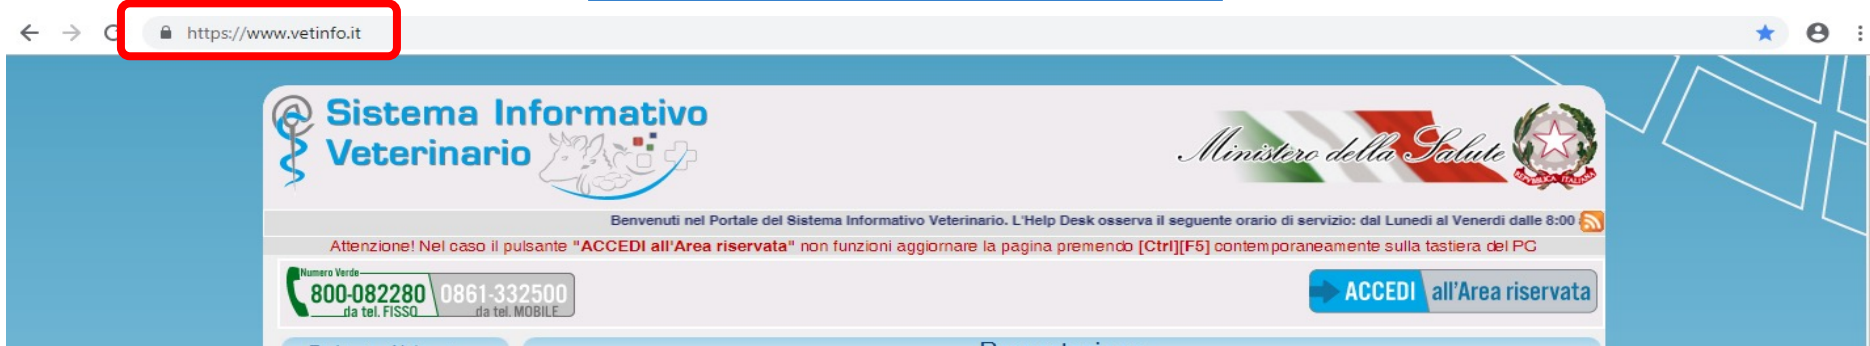 https://www.vetinfo.it
Sistema Informativo
Veterinario
Ministero della Salute
REPVBBLICA ITALIANA
Benvenuti nel Portale del Sistema Informativo Veterinario. L'Help Desk osserva il seguente orario di servizio: dal Lunedì al Venerdì dalle 8:00
Attenzione! Nel caso il pulsante "ACCEDI all'Area riservata" non funzioni aggiornare la pagina premendo [Ctrl][F5] contemporaneamente sulla tastiera del PC
Numero Verde
800-082280 0861-332500
da tel. FISSO da tel. MOBILE
ACCEDI all'Area riservata